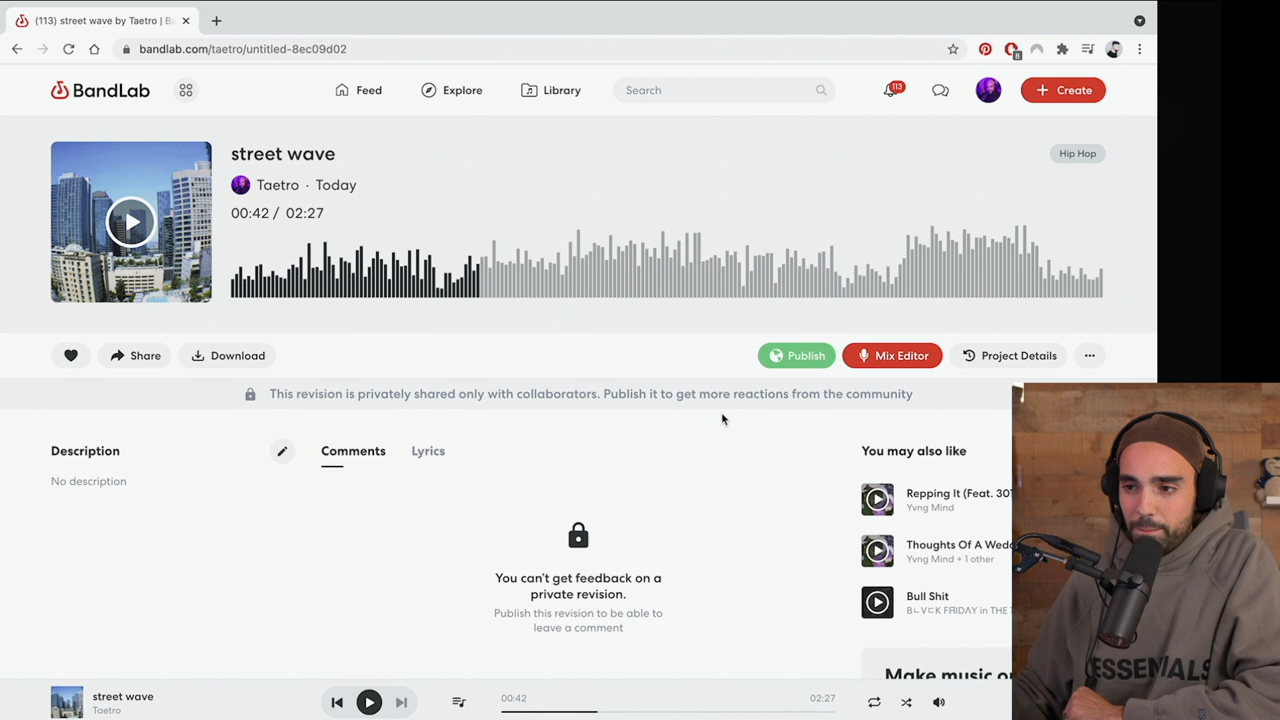 (113) street wave by Taetro | Ba
bandlab.com/taetro/untitled-8ec09d02
8
BandLab
Feed
Explore
Library
Search
113
Create
street wave
Hip Hop
Taetro · Today
00:42 / 02:27
Share
Download
Publish
Mix Editor
Project Details
This revision is privately shared only with collaborators. Publish it to get more reactions from the community
Description
Comments
Lyrics
You may also like
No description
Repping It (Feat. 301
Yvng Mind
You can't get feedback on a
private revision.
Publish this revision to be able to
leave a comment
Thoughts Of A Wed
Yvng Mind + 1 other
Bull Shit
Make music o
ESSENTIALS
street wave
Taetro
00:42
02:27